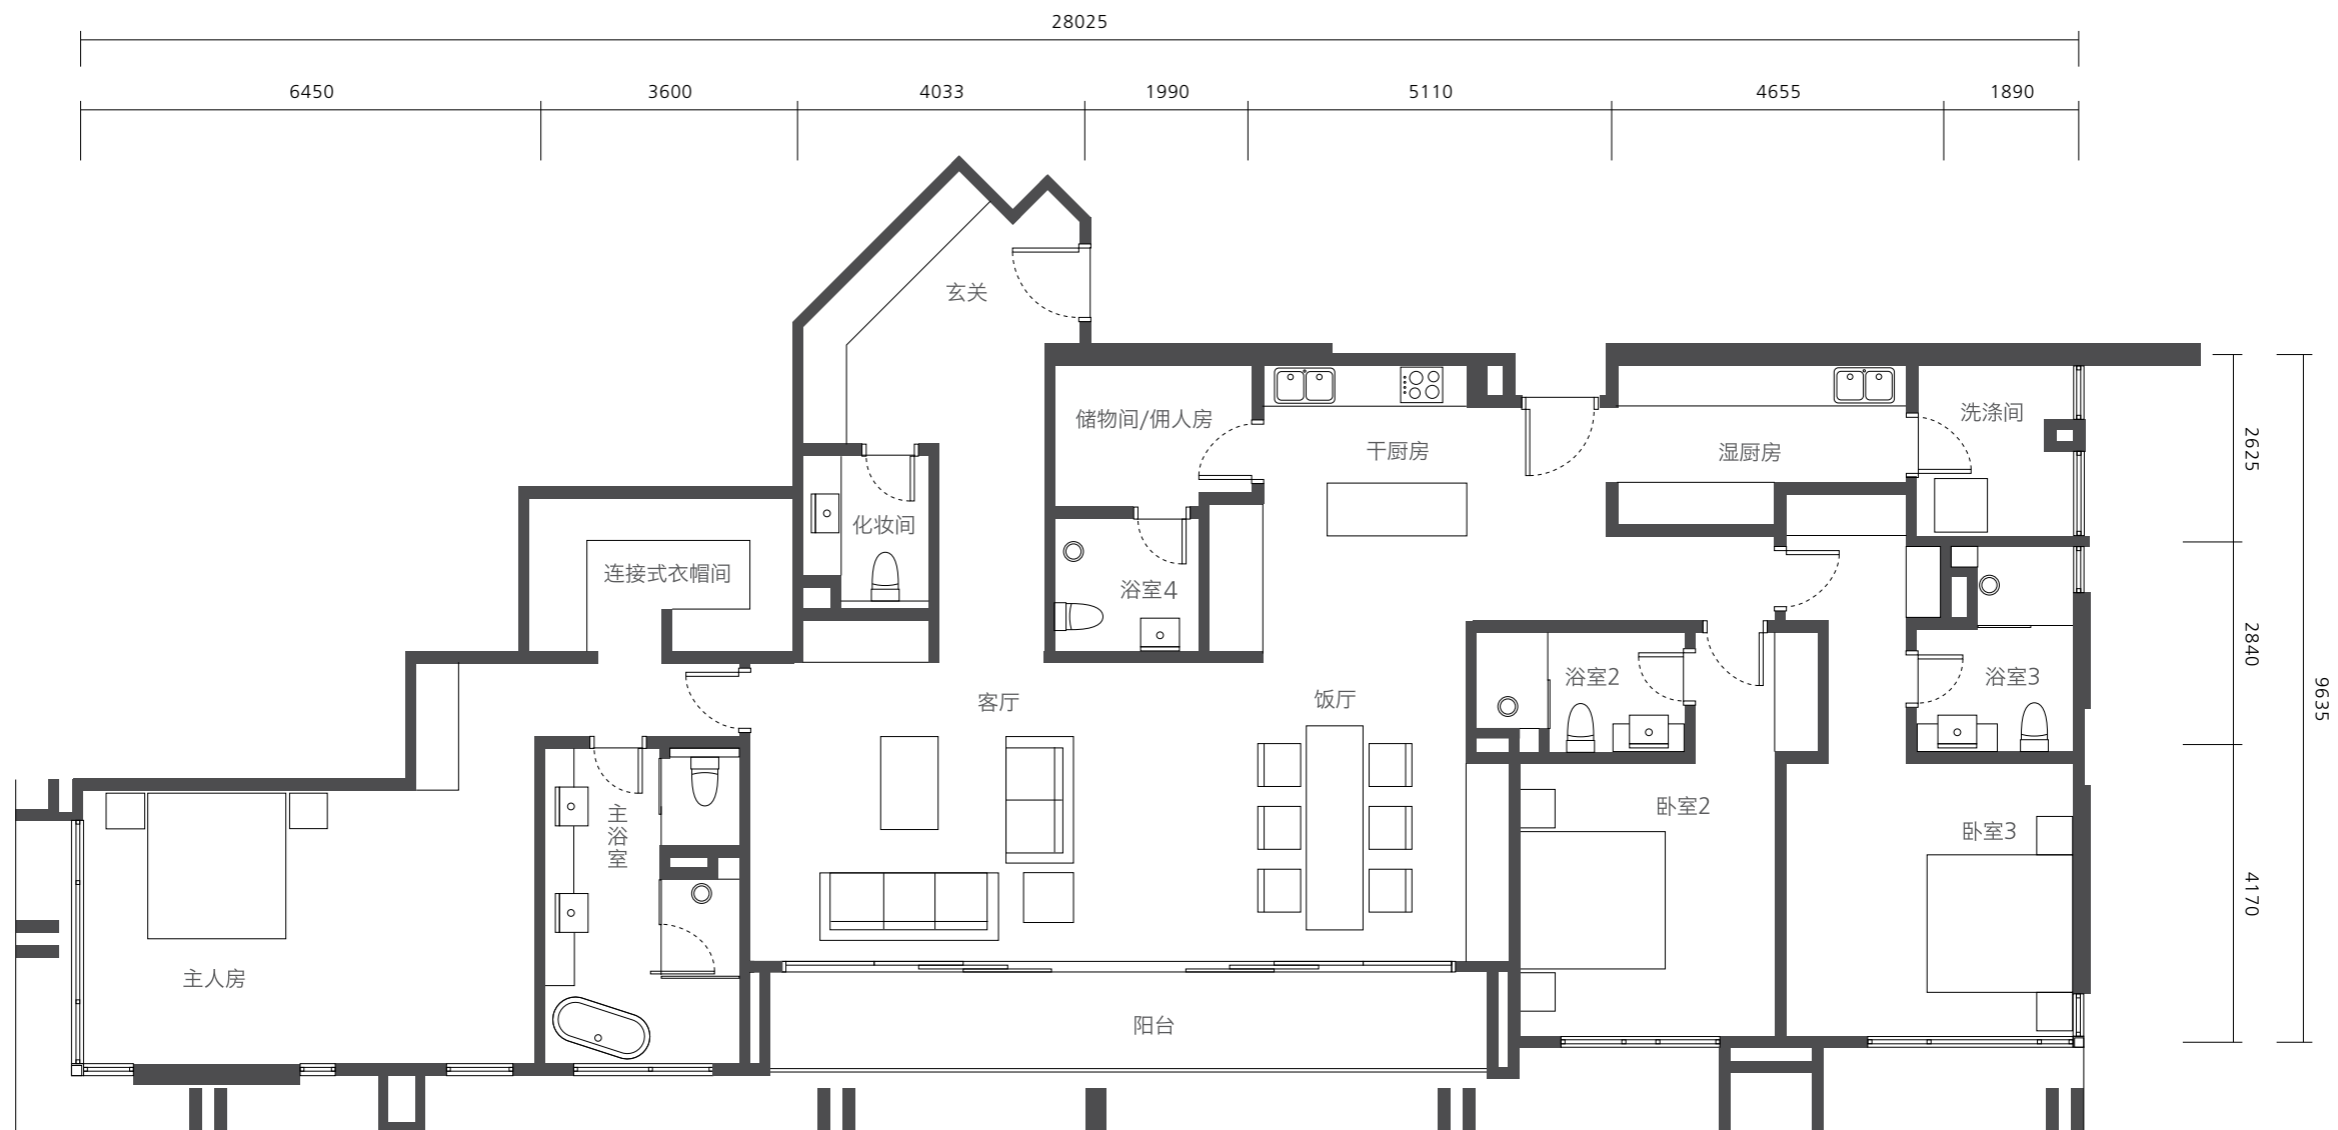 28025
6450 3600 4033 1990 5110 4655 1890
玄关
储物间/佣人房
洗涤间
干厨房
湿厨房
2625
化妆间
连接式衣帽间
浴室4
2840
浴室2
浴室3
9635
客厅
饭厅
主浴室
卧室2
卧室3
4170
主人房
阳台